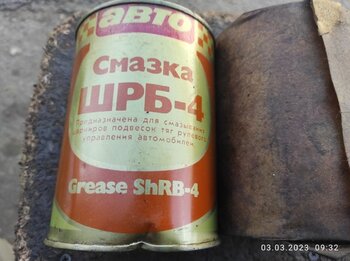 авто
Смазка
ШРБ-4
Предназначена для смазывания
шарниров подвесок тяг рулевого
управления автомобилем
Grease ShRB-4
03.03.2023 09:32